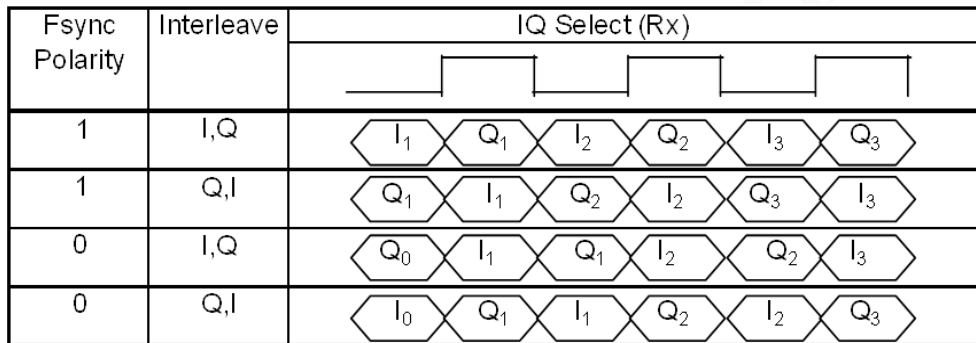 Fsync Polarity Interleave IQ Select (Rx)
1 I,Q I₁ Q₁ I₂ Q₂ I₃ Q₃
1 Q,I Q₁ I₁ Q₂ I₂ Q₃ I₃
0 I,Q Q₀ I₁ Q₁ I₂ Q₂ I₃
0 Q,I I₀ Q₁ I₁ Q₂ I₂ Q₃